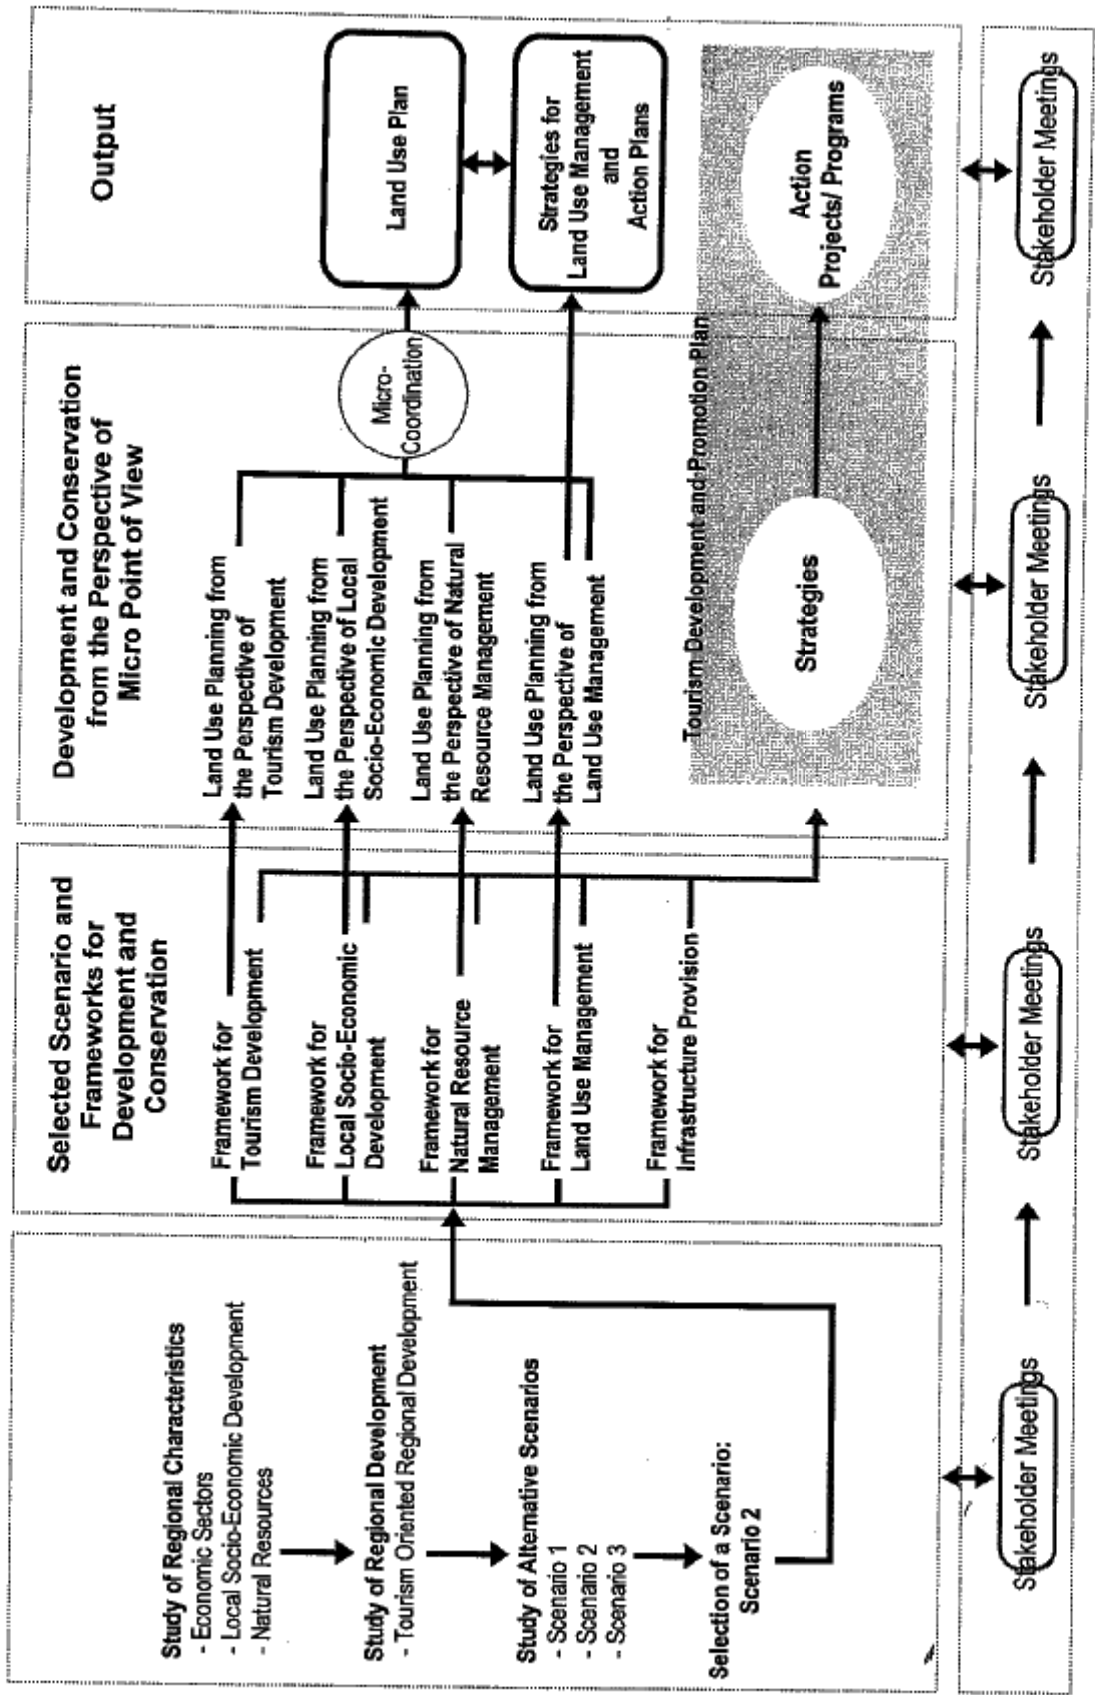 Study of Regional Characteristics
- Economic Sectors
- Local Socio-Economic Development
- Natural Resources
Study of Regional Development
- Tourism Oriented Regional Development
Study of Alternative Scenarios
- Scenario 1
- Scenario 2
- Scenario 3
Selection of a Scenario:
Scenario 2
Selected Scenario and
Frameworks for
Development and
Conservation
Framework for
Tourism Development
Framework for
Local Socio-Economic
Development
Framework for
Natural Resource
Management
Framework for
Land Use Management
Framework for
Infrastructure Provision
Development and Conservation
from the Perspective of
Micro Point of View
Land Use Planning from
the Perspective of
Tourism Development
Land Use Planning from
the Perspective of Local
Socio-Economic Development
Land Use Planning from
the Perspective of Natural
Resource Management
Land Use Planning from
the Perspective of
Land Use Management
Micro-
Coordination
Tourism Development and Promotion Plan
Strategies
Output
Land Use Plan
Strategies for
Land Use Management
and
Action Plans
Action
Projects/ Programs
Stakeholder Meetings
Stakeholder Meetings
Stakeholder Meetings
Stakeholder Meetings